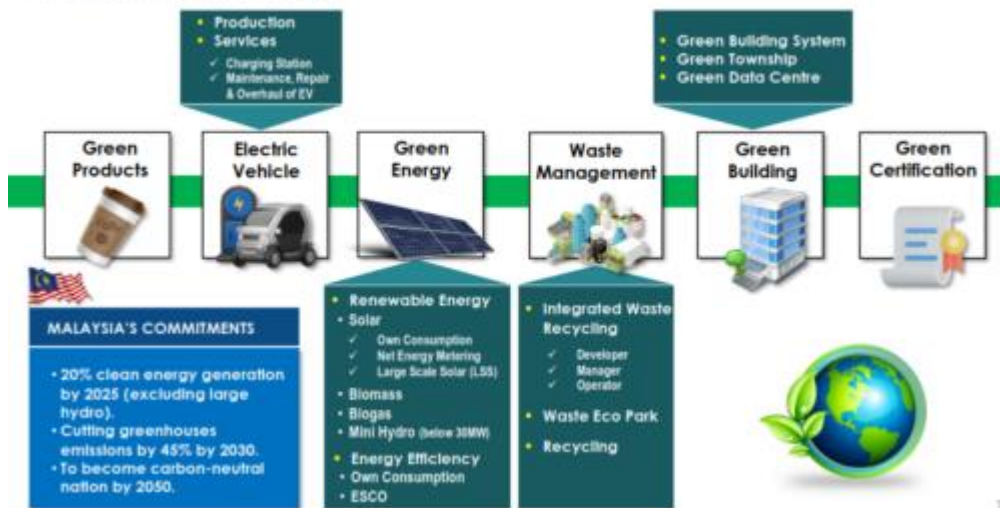 Production
Services
Charging Station
Maintenance, Repair
& Overhaul of EV
Green Building System
Green Township
Green Data Centre
Green
Products
Electric
Vehicle
Green
Energy
Waste
Management
Green
Building
Green
Certification
MALAYSIA'S COMMITMENTS
20% clean energy generation
by 2025 (excluding large
hydro).
Cutting greenhouses
emissions by 45% by 2030.
To become carbon-neutral
nation by 2050.
Renewable Energy
Solar
Own Consumption
Net Energy Metering
Large Scale Solar (LSS)
Biomass
Biogas
Mini Hydro (below 30MW)
Energy Efficiency
Own Consumption
ESCO
Integrated Waste
Recycling
Developer
Manager
Operator
Waste Eco Park
Recycling